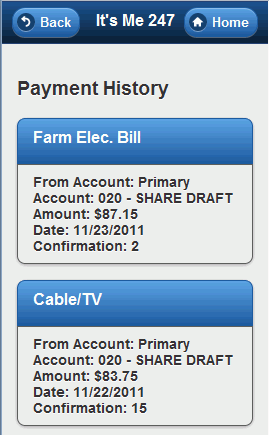 Back It's Me 247 Home
Payment History
Farm Elec. Bill
From Account: Primary
Account: 020 - SHARE DRAFT
Amount: $87.15
Date: 11/23/2011
Confirmation: 2
Cable/TV
From Account: Primary
Account: 020 - SHARE DRAFT
Amount: $83.75
Date: 11/22/2011
Confirmation: 15